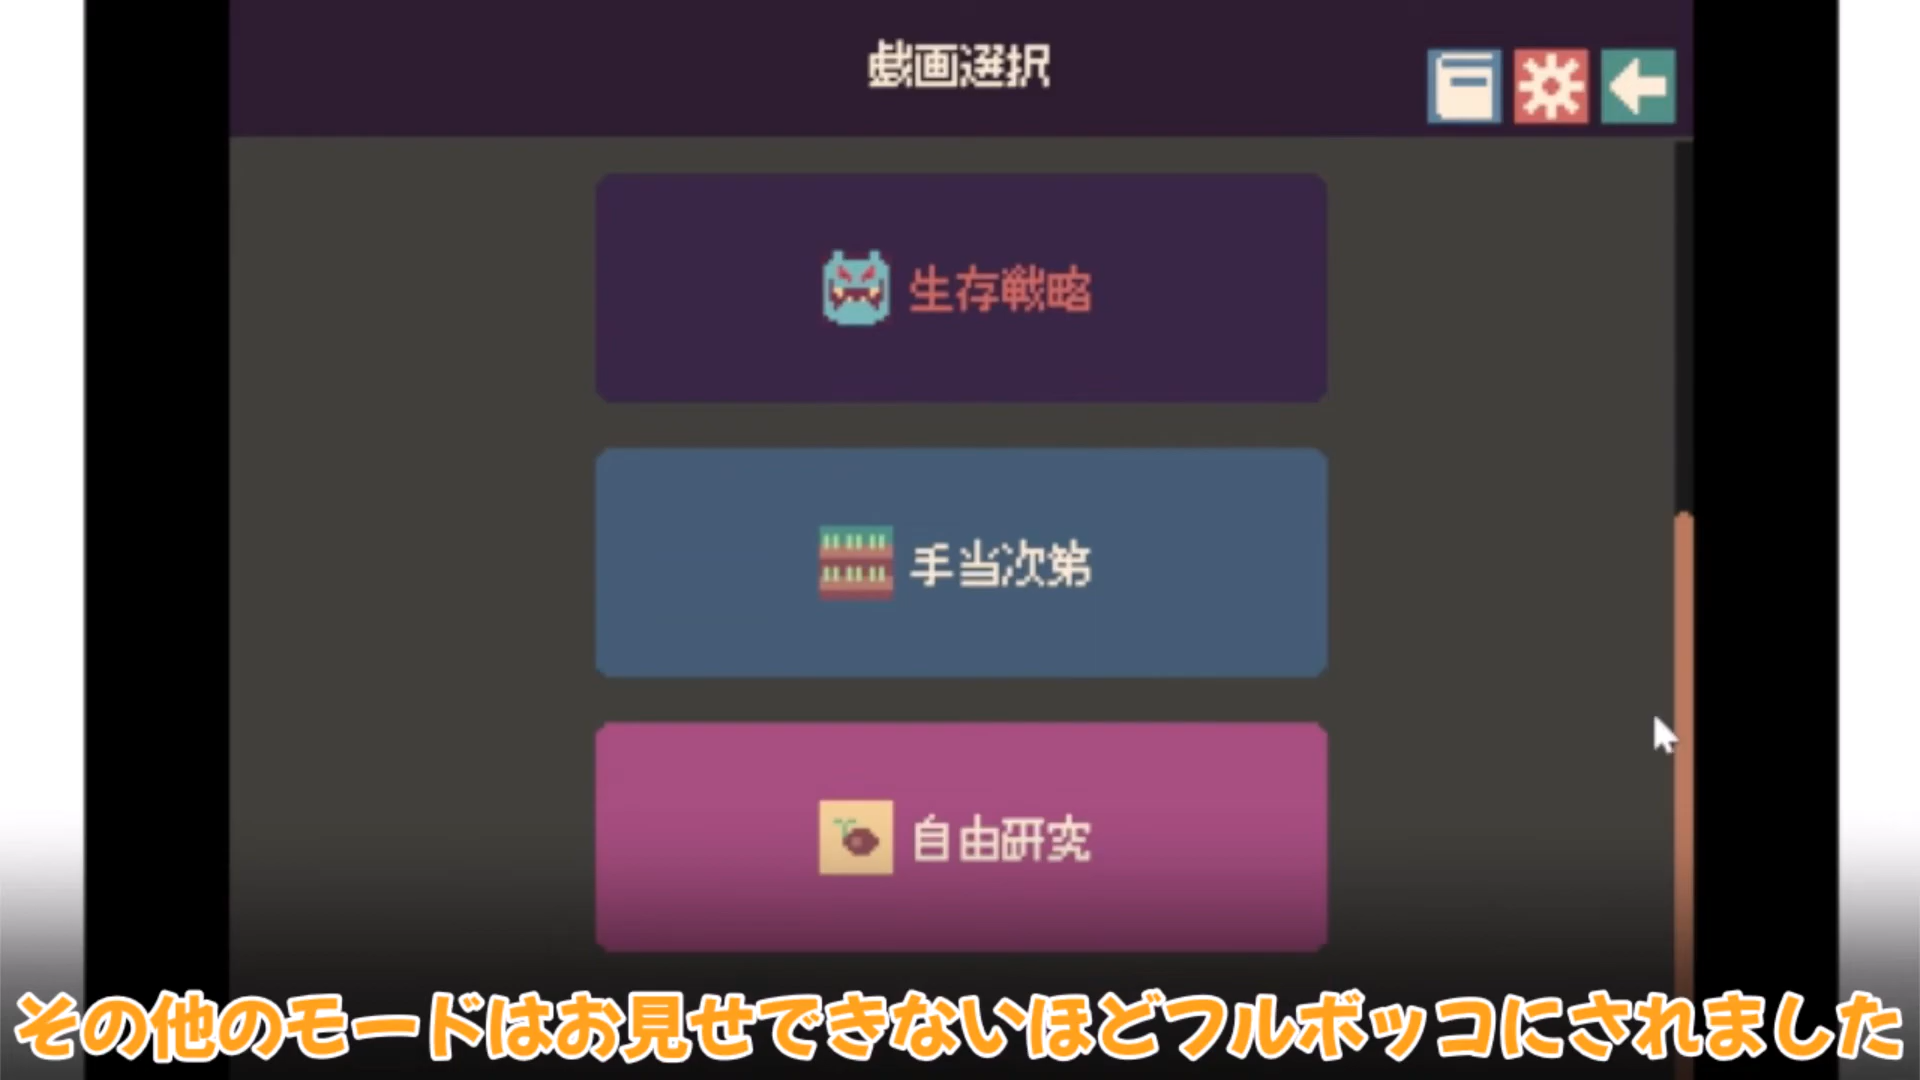 戯画選択
生存戦略
手当次第
自由研究
その他のモードはお見せできないほどフルボッコにされました